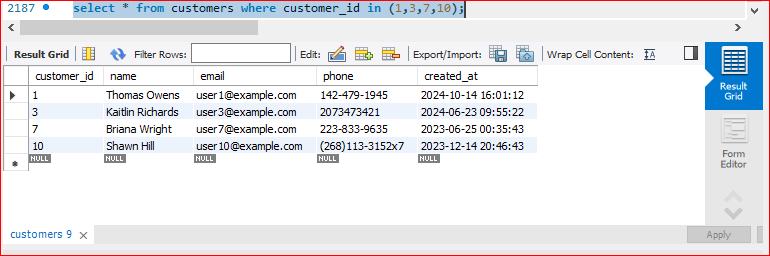 2187 select * from customers where customer_id in (1,3,7,10);
Result Grid Filter Rows: Edit: Export/Import: Wrap Cell Content: IA
customer_id name email phone created_at
1 Thomas Owens user1@example.com 142-479-1945 2024-10-14 16:01:12
3 Kaitlin Richards user3@example.com 2073473421 2024-06-23 09:55:22
7 Briana Wright user7@example.com 223-833-9635 2023-06-25 00:35:43
10 Shawn Hill user10@example.com (268)113-3152x7 2023-12-14 20:46:43
NULL NULL NULL NULL NULL
Result
Grid
Form
Editor
customers 9 Apply